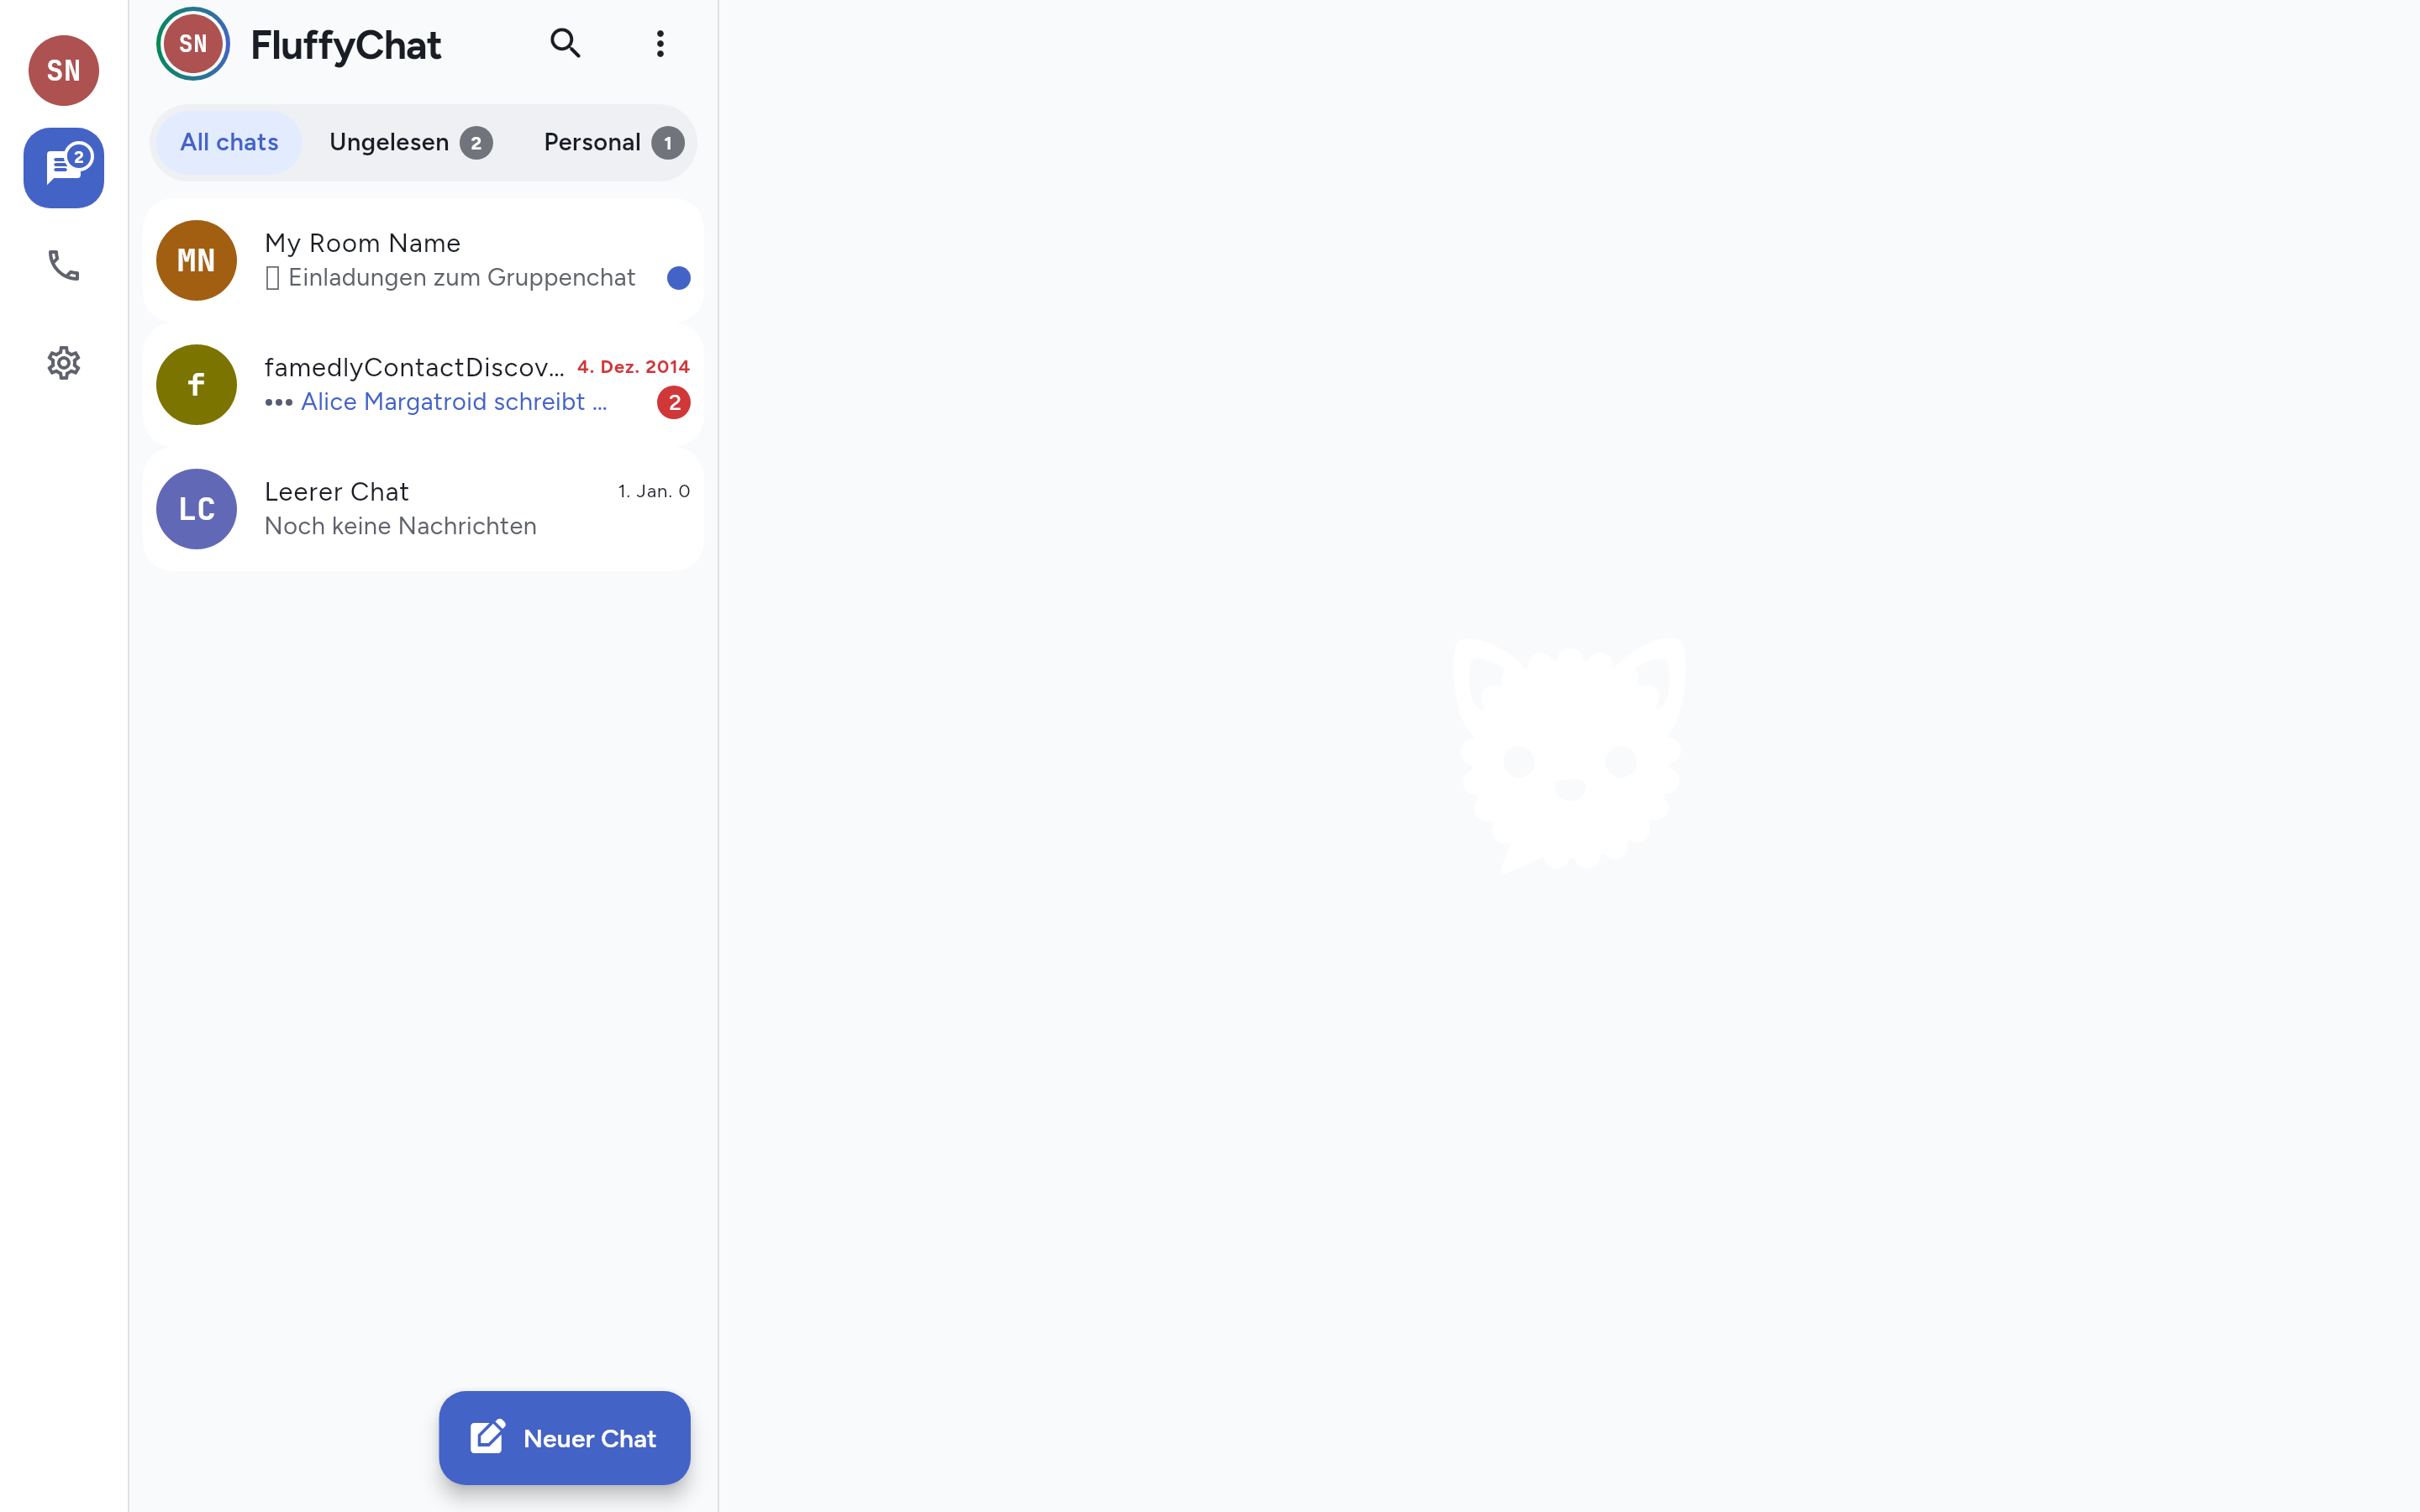 SN
2
SN FluffyChat
All chats Ungelesen 2 Personal 1
MN My Room Name
Einladungen zum Gruppenchat
f famedlyContactDiscov... 4. Dez. 2014
••• Alice Margatroid schreibt ... 2
LC Leerer Chat 1. Jan. 0
Noch keine Nachrichten
Neuer Chat